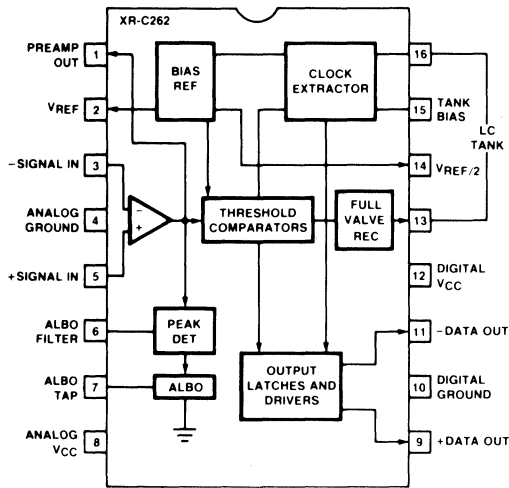 XR-C262
PREAMP
OUT
1
VREF
2
-SIGNAL IN
3
ANALOG
GROUND
4
+SIGNAL IN
5
ALBO
FILTER
6
ALBO
TAP
7
ANALOG
VCC
8
BIAS
REF
CLOCK
EXTRACTOR
-
+
THRESHOLD
COMPARATORS
FULL
VALVE
REC
PEAK
DET
ALBO
OUTPUT
LATCHES AND
DRIVERS
16
15
TANK
BIAS
LC
TANK
14
VREF/2
13
12
DIGITAL
VCC
11
-DATA OUT
10
DIGITAL
GROUND
9
+DATA OUT